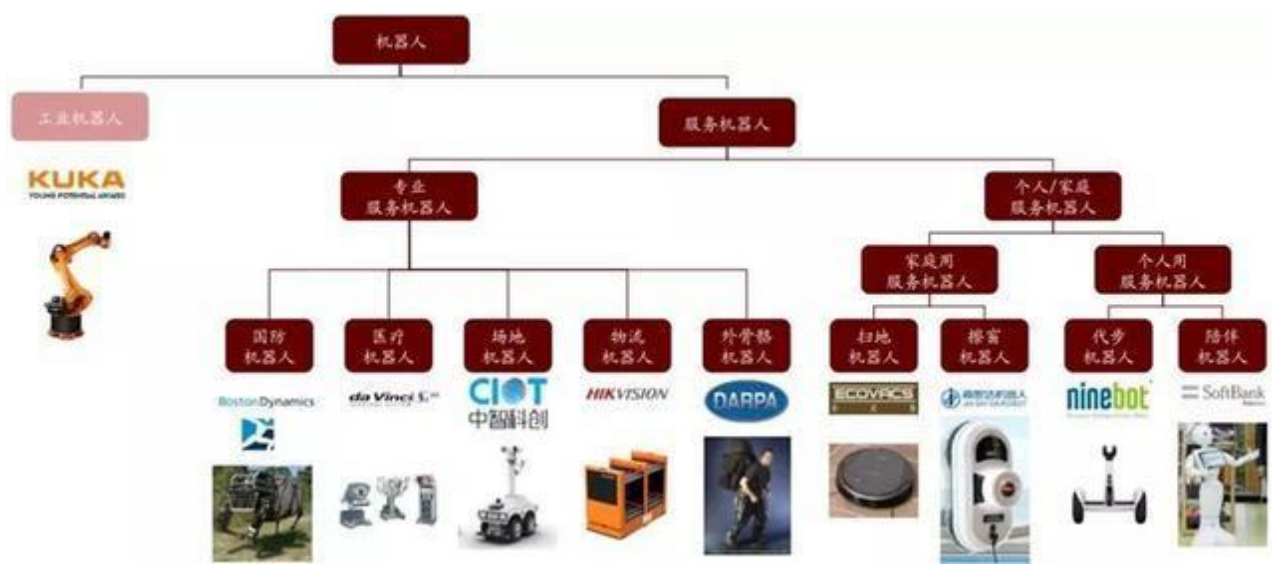 机器人
工业机器人
服务机器人
KUKA
YOUNG POTENTIAL AWARD
专业
服务机器人
个人/家庭
服务机器人
家庭用
服务机器人
个人用
服务机器人
国防
机器人
医疗
机器人
场地
机器人
物流
机器人
外骨骼
机器人
扫地
机器人
擦窗
机器人
代步
机器人
陪伴
机器人
BostonDynamics
da Vinci
CIOT
中智科创
HIKVISION
DARPA
ECOVACS
ninebot
SoftBank